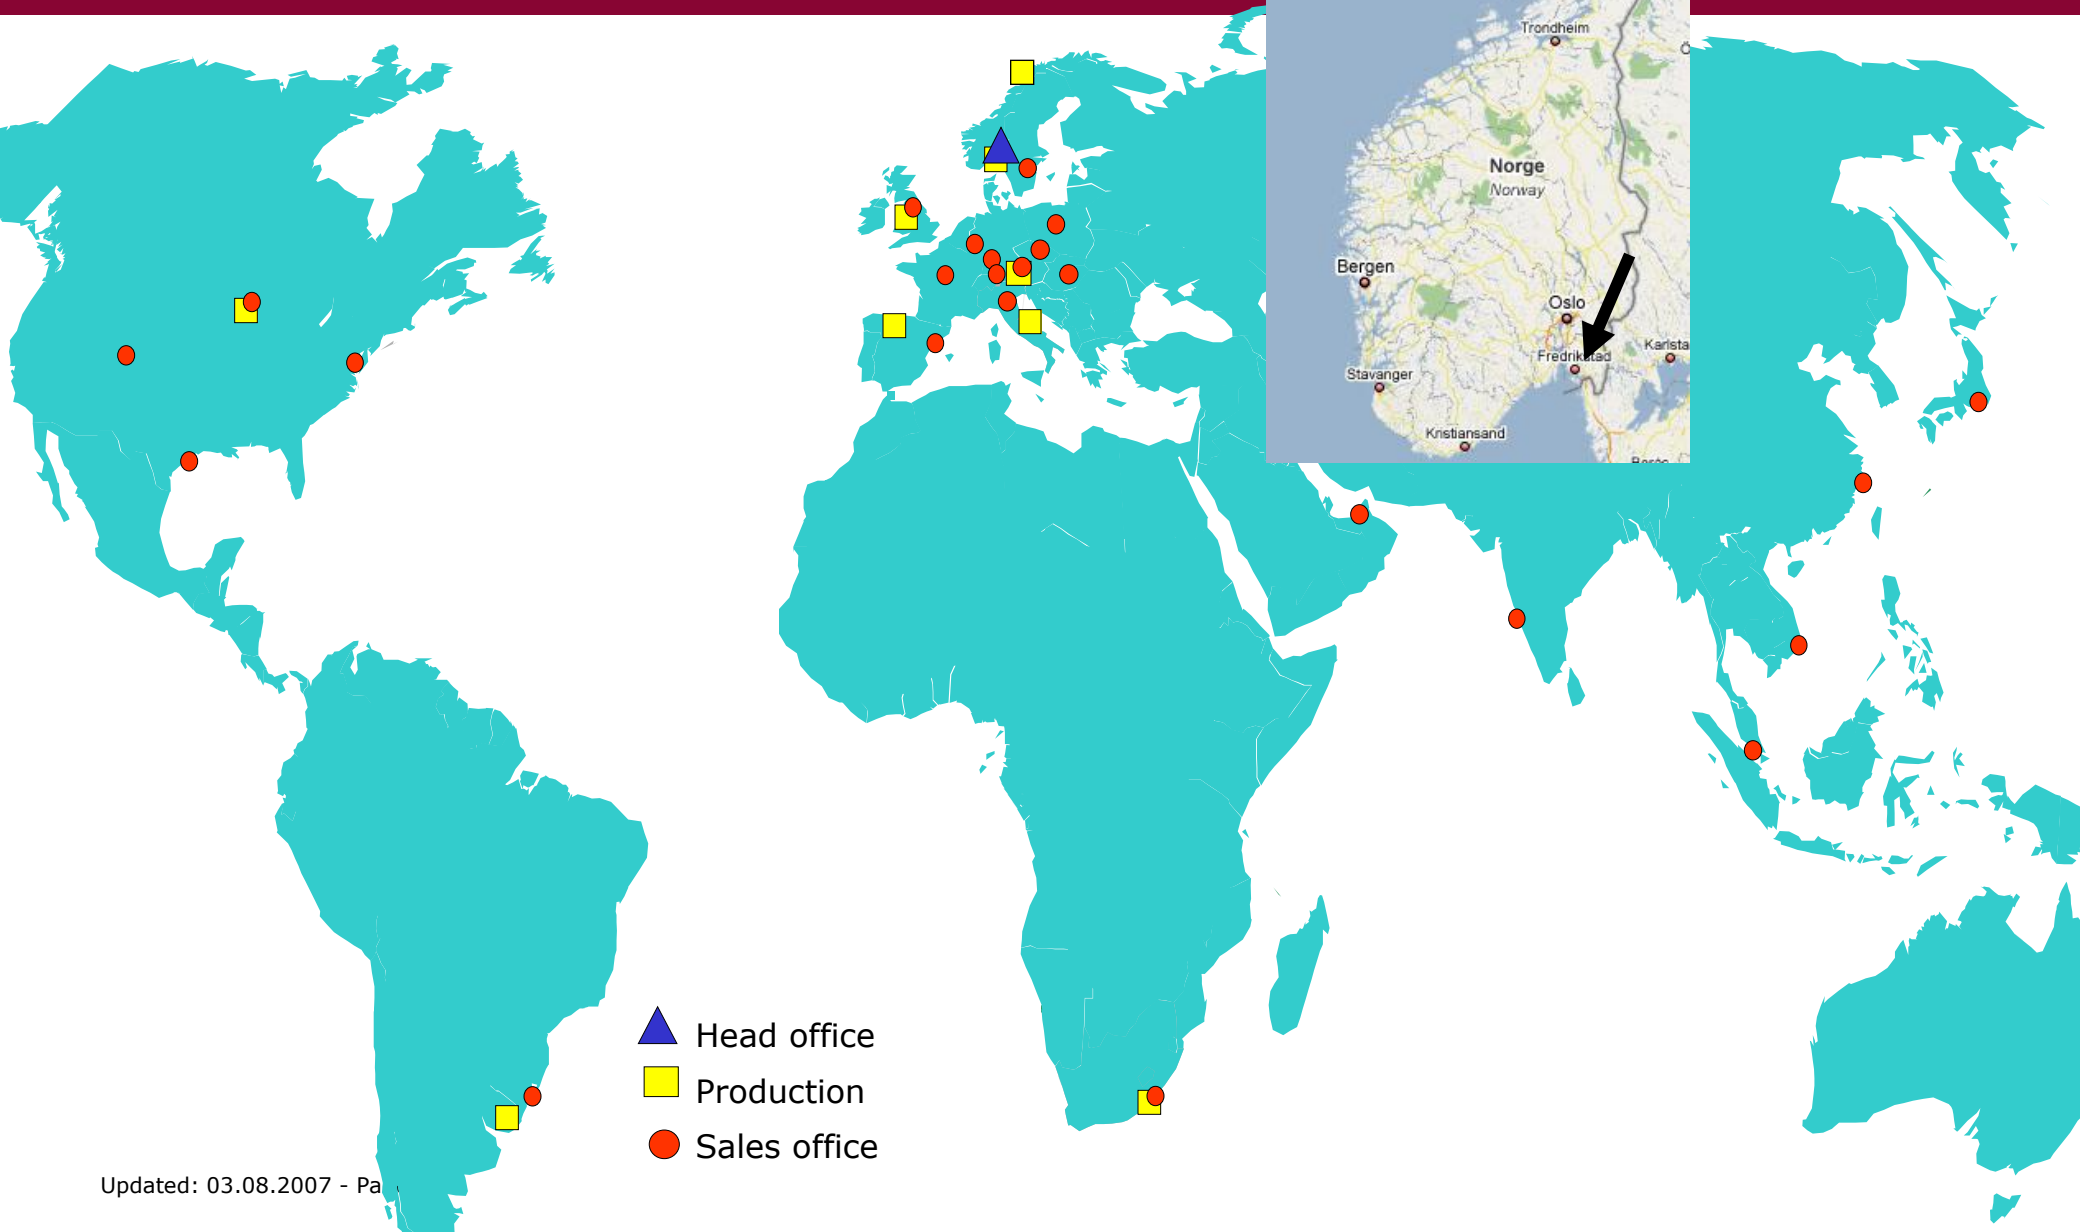 Trondheim
Norge
Norway
Bergen
Oslo
Fredrikstad
Karlsta
Stavanger
Kristiansand
Head office
Production
Sales office
Updated: 03.08.2007 - Pa